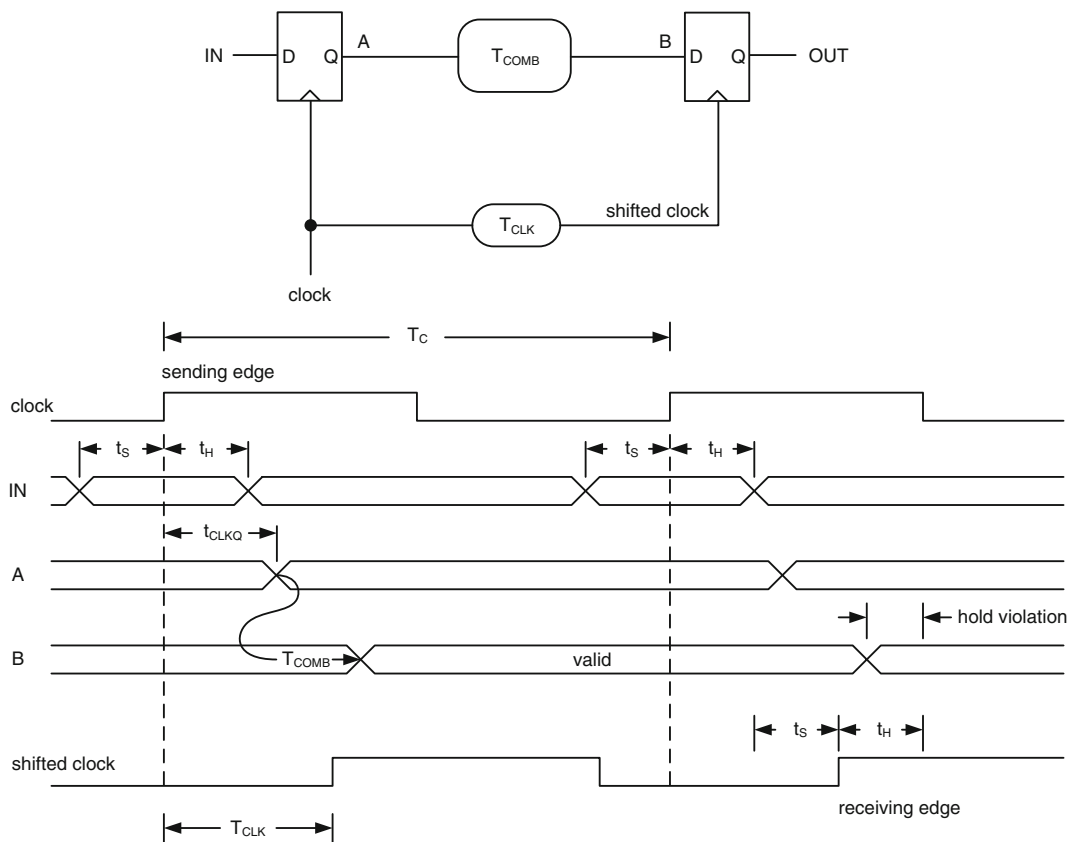 IN D Q A T_COMB B D Q OUT
T_CLK shifted clock
clock
T_C
sending edge
clock
t_S t_H t_S t_H
IN
t_CLKQ
A
hold violation
B T_COMB valid
t_S t_H
shifted clock
receiving edge
T_CLK